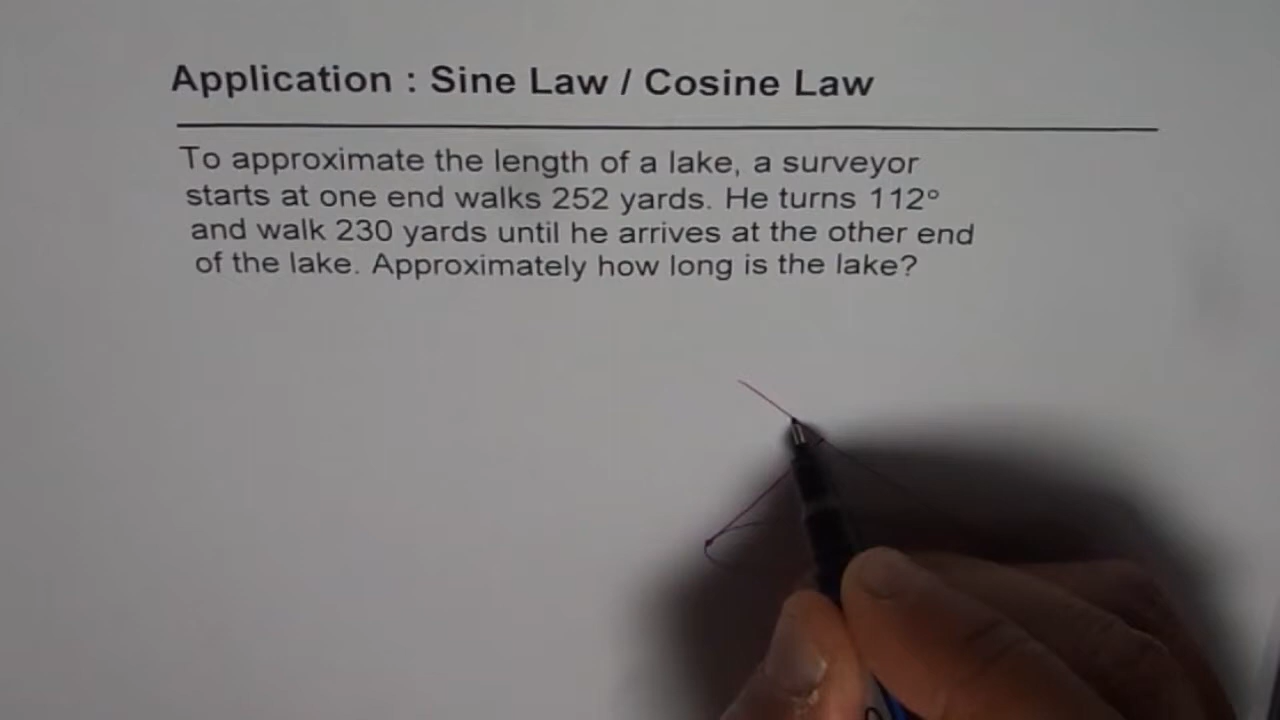 Application : Sine Law / Cosine Law
To approximate the length of a lake, a surveyor
starts at one end walks 252 yards. He turns 112°
and walk 230 yards until he arrives at the other end
of the lake. Approximately how long is the lake?